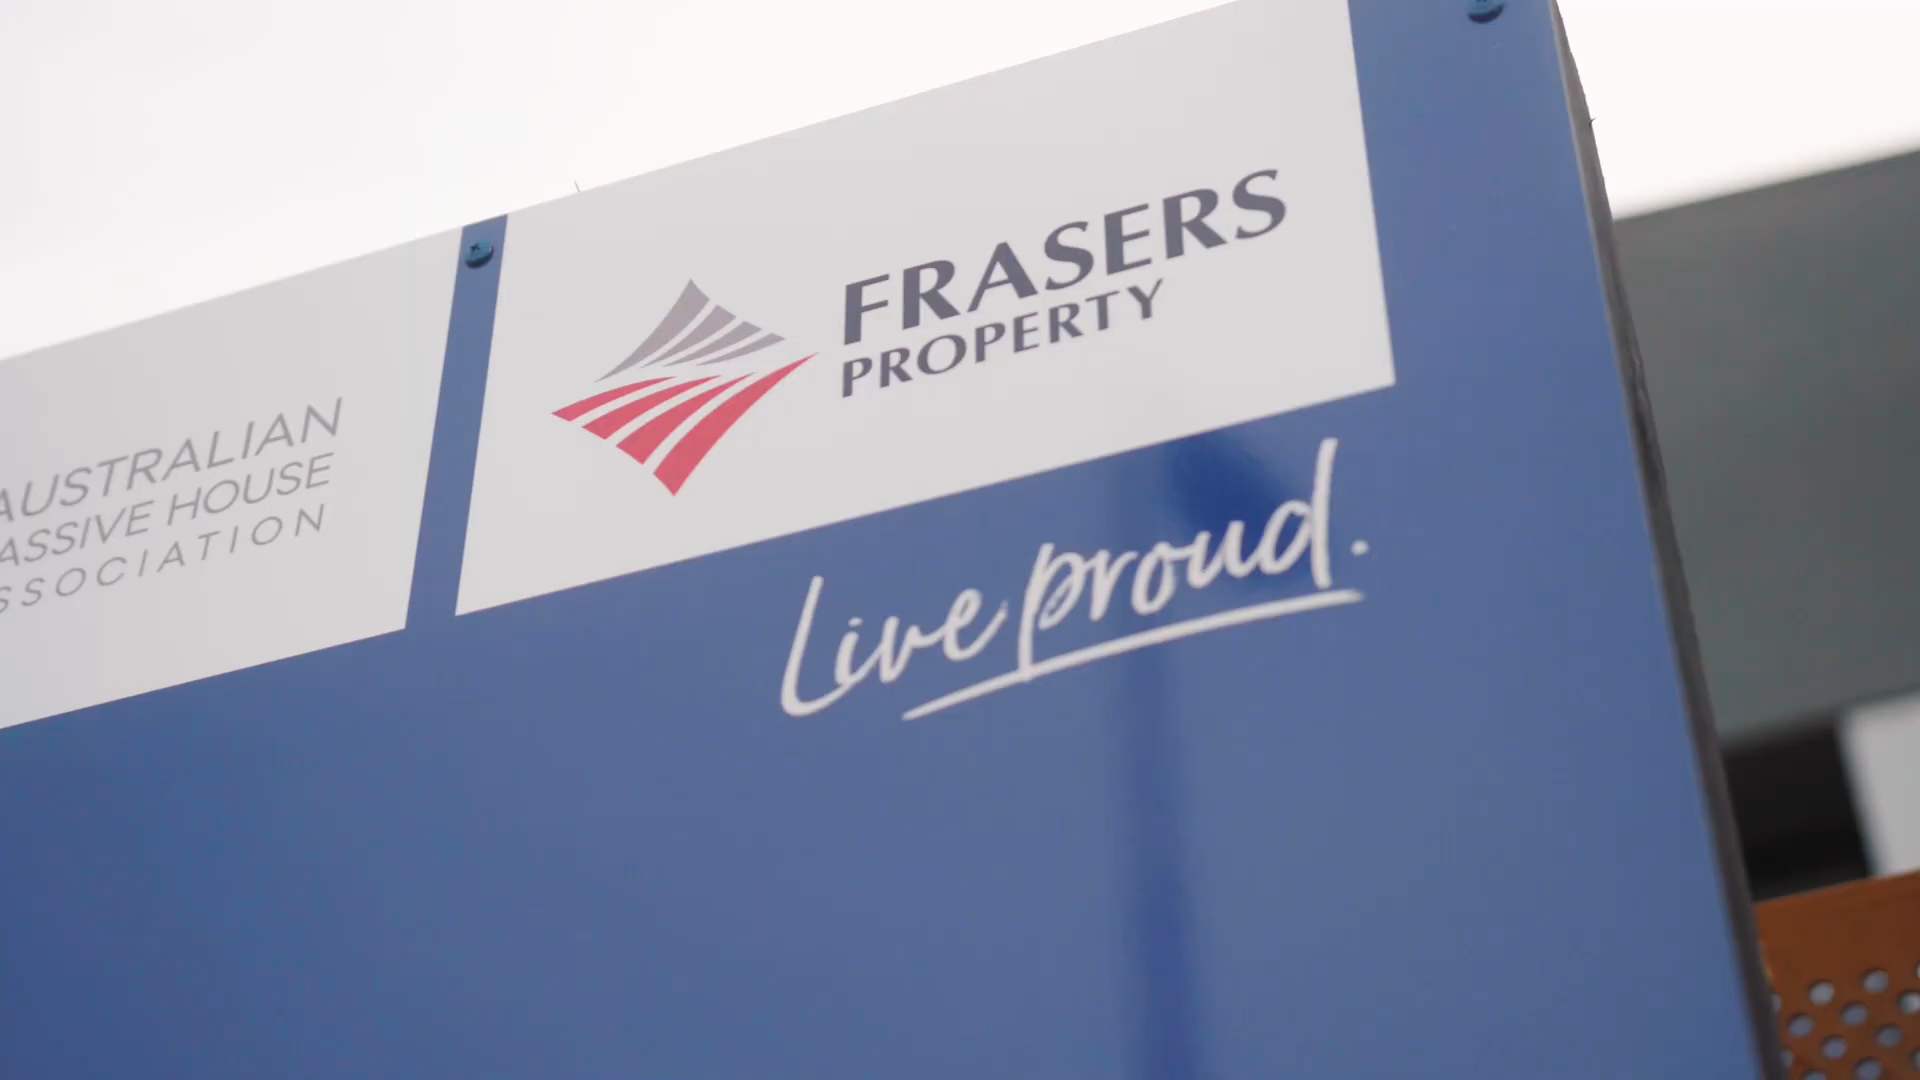 FRASERS
PROPERTY
AUSTRALIAN
ASSIVE HOUSE
SSOCIATION
Live proud.